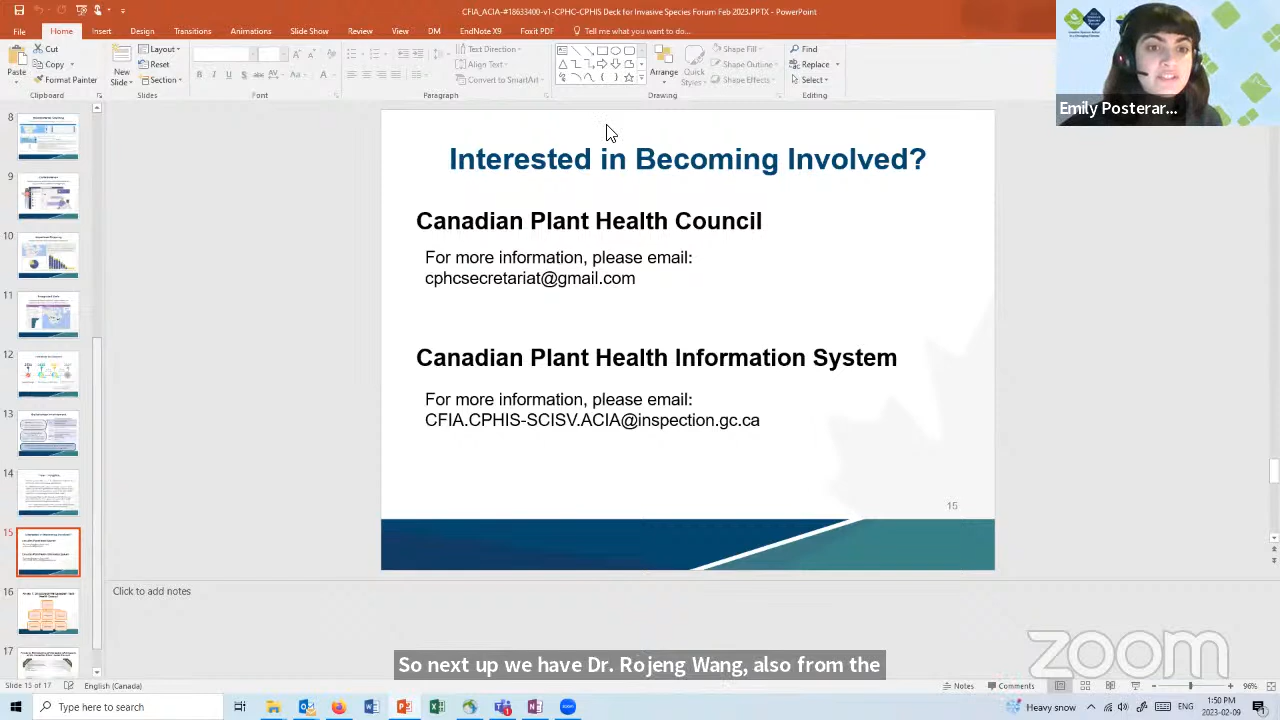 CFIA_ACIA-#18633400-v1-CPHC-CPHIS Deck for Invasive Species Forum Feb 2023.PPTX - PowerPoint
File Home Insert Design Transitions Animations Slide Show Review View DM EndNote X9 Foxit PDF Tell me what you want to do...
Cut
Copy
Format Painter
Clipboard
New Slide
Layout
Reset
Section
Slides
Font
Text Direction
Align Text
Convert to SmartArt
Paragraph
Arrange
Quick Styles
Shape Fill
Shape Outline
Shape Effects
Drawing
Find
Replace
Select
Editing
Emily Posterar...
Interested in Becoming Involved?
Canadian Plant Health Council
For more information, please email:
cphcsecretariat@gmail.com
Canadian Plant Health Information System
For more information, please email:
CFIA.CPHIS-SCISV.ACIA@inspection.gc.ca
15
16
Click to add notes
So next up we have Dr. Rojeng Wang, also from the
zoom
Slide 15 of 17 English (Canada) Notes Comments 96%
Type here to search
Heavy snow
1:50 PM
2023-02-09